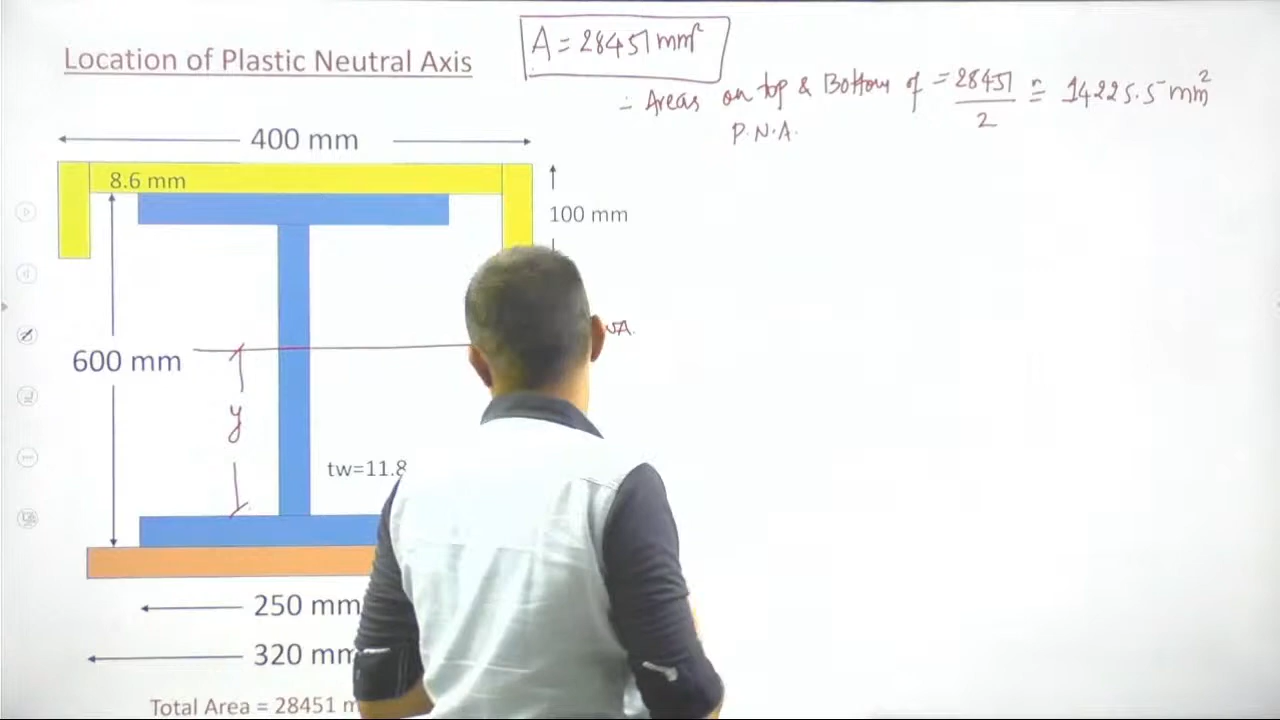 Location of Plastic Neutral Axis
A = 28451 mm²
∴ Areas on top & Bottom of = 28451/2 = 14225.5 mm²
P.N.A.
400 mm
8.6 mm
100 mm
600 mm
y
tw=11.8
250 mm
320 mm
Total Area = 28451 m